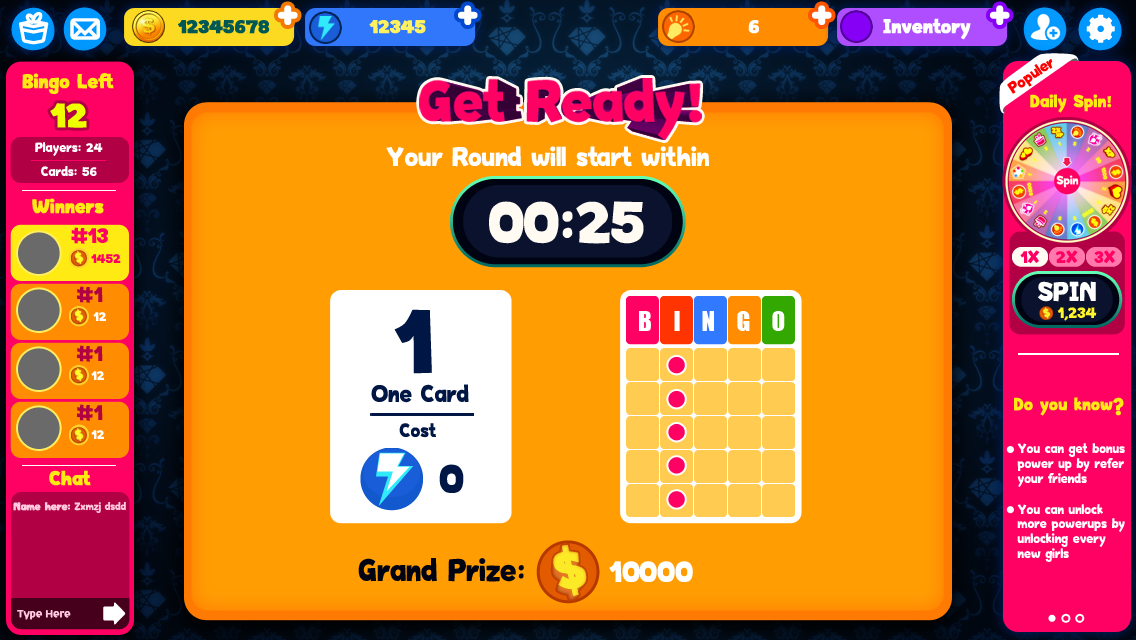 12345678
12345
6
Inventory
Bingo Left
12
Players: 24
Cards: 56
Winners
#13
1452
#1
12
#1
12
#1
12
Chat
Name here: Zxmzj dsdd
Type Here
Get Ready!
Your Round will start within
00:25
1
One Card
Cost
0
B I N G O
Grand Prize: $ 10000
Populer
Daily Spin!
Spin
1X 2X 3X
SPIN
1,234
Do you know?
You can get bonus
power up by refer
your friends
You can unlock
more powerups by
unlocking every
new girls